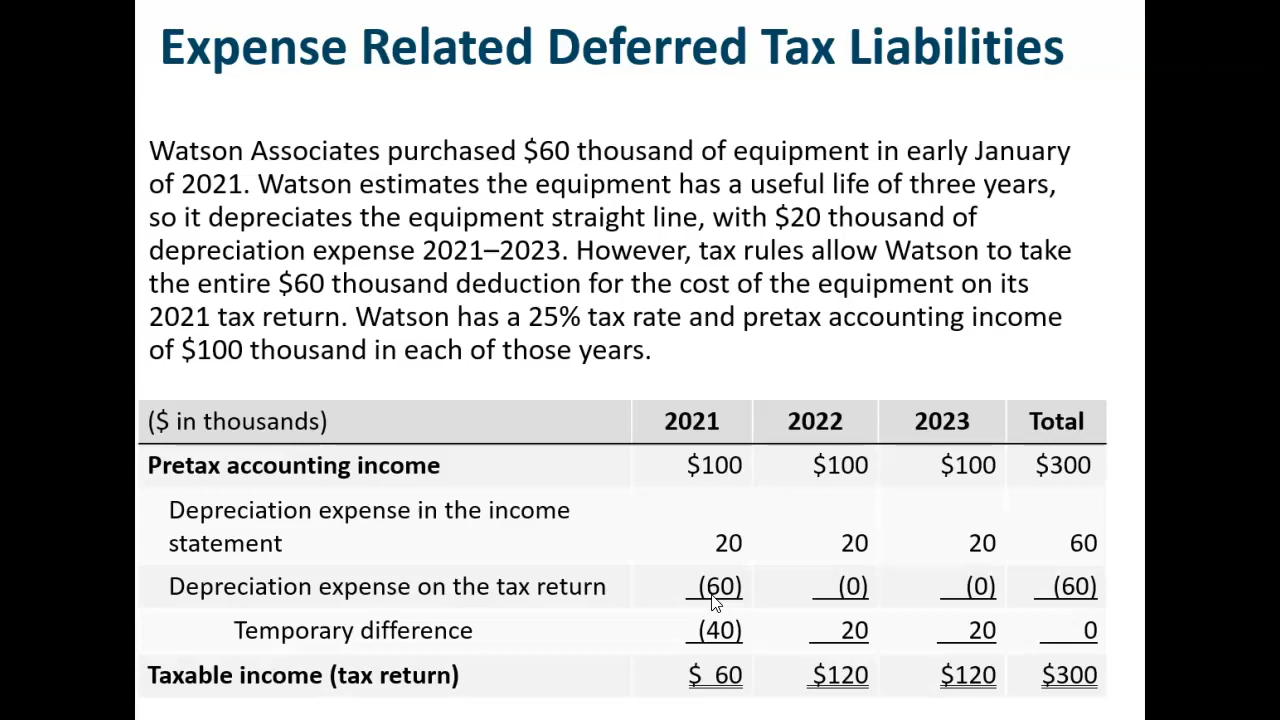 Expense Related Deferred Tax Liabilities
Watson Associates purchased $60 thousand of equipment in early January
of 2021. Watson estimates the equipment has a useful life of three years,
so it depreciates the equipment straight line, with $20 thousand of
depreciation expense 2021–2023. However, tax rules allow Watson to take
the entire $60 thousand deduction for the cost of the equipment on its
2021 tax return. Watson has a 25% tax rate and pretax accounting income
of $100 thousand in each of those years.
($ in thousands) 2021 2022 2023 Total
Pretax accounting income $100 $100 $100 $300
Depreciation expense in the income
statement 20 20 20 60
Depreciation expense on the tax return (60) (0) (0) (60)
Temporary difference (40) 20 20 0
Taxable income (tax return) $ 60 $120 $120 $300